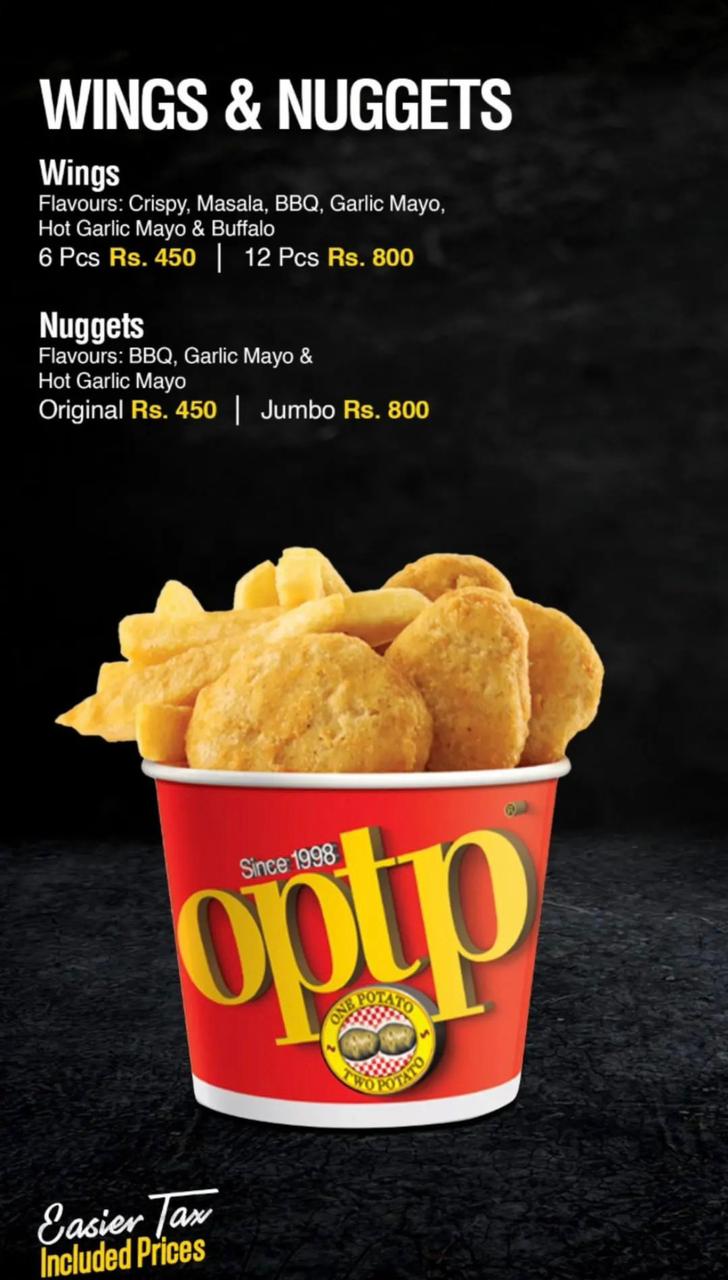 WINGS & NUGGETS
Wings
Flavours: Crispy, Masala, BBQ, Garlic Mayo,
Hot Garlic Mayo & Buffalo
6 Pcs Rs. 450 | 12 Pcs Rs. 800
Nuggets
Flavours: BBQ, Garlic Mayo &
Hot Garlic Mayo
Original Rs. 450 | Jumbo Rs. 800
Since 1998
optp
®
ONE POTATO
2 5
TWO POTATO
Easier Tax
Included Prices